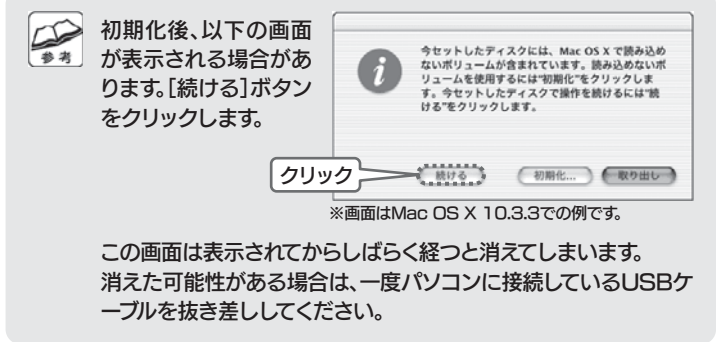 参考
初期化後、以下の画面
が表示される場合があ
ります。[続ける]ボタン
をクリックします。
今セットしたディスクには、Mac OS X で読み込め
ないボリュームが含まれています。読み込めないボ
リュームを使用するには"初期化"をクリックしま
す。今セットしたディスクで操作を続けるには"続
ける"をクリックします。
クリック
続ける
初期化...
取り出し
※画面はMac OS X 10.3.3での例です。
この画面は表示されてからしばらく経つと消えてしまいます。
消えた可能性がある場合は、一度パソコンに接続しているUSBケ
ーブルを抜き差ししてください。